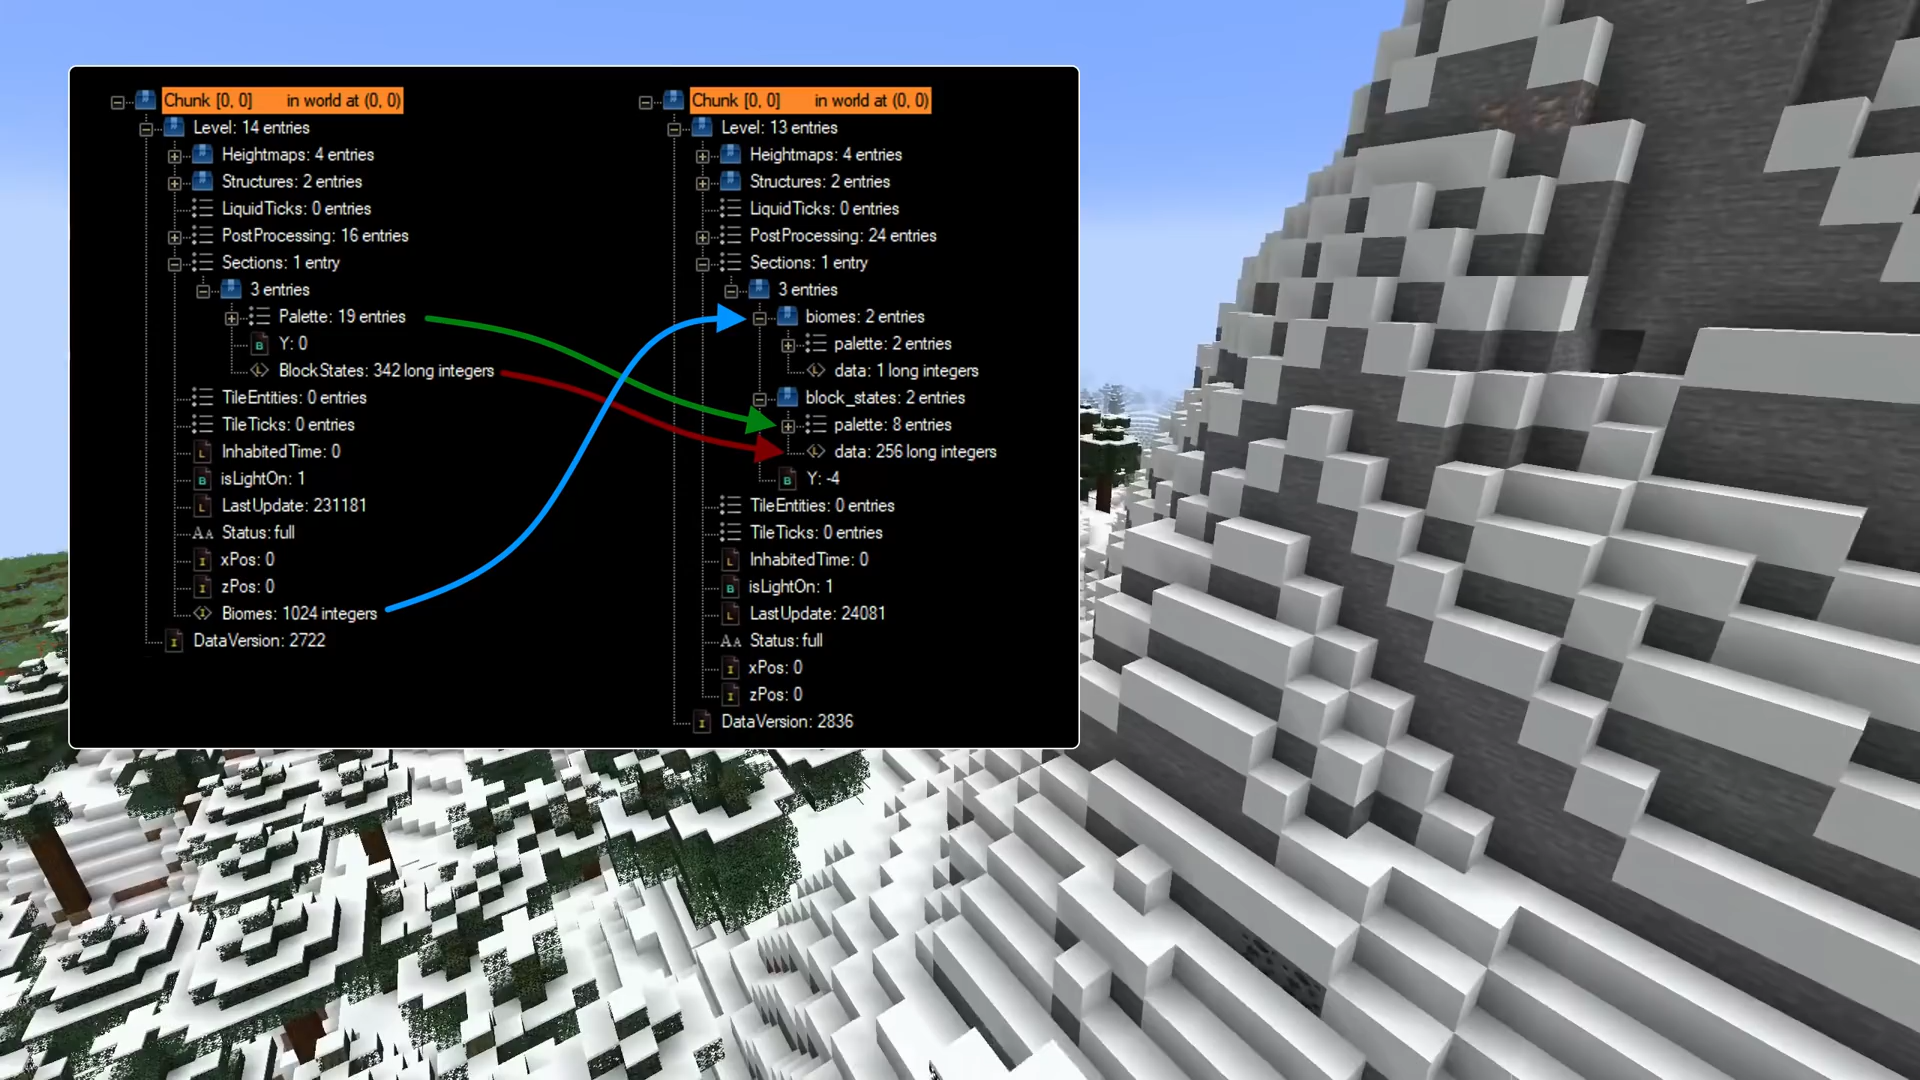 Chunk [0, 0] in world at (0, 0)
Level: 14 entries
Heightmaps: 4 entries
Structures: 2 entries
LiquidTicks: 0 entries
PostProcessing: 16 entries
Sections: 1 entry
3 entries
Palette: 19 entries
Y: 0
BlockStates: 342 long integers
TileEntities: 0 entries
TileTicks: 0 entries
InhabitedTime: 0
isLightOn: 1
LastUpdate: 231181
Status: full
xPos: 0
zPos: 0
Biomes: 1024 integers
DataVersion: 2722
Chunk [0, 0] in world at (0, 0)
Level: 13 entries
Heightmaps: 4 entries
Structures: 2 entries
LiquidTicks: 0 entries
PostProcessing: 24 entries
Sections: 1 entry
3 entries
biomes: 2 entries
palette: 2 entries
data: 1 long integers
block_states: 2 entries
palette: 8 entries
data: 256 long integers
Y: -4
TileEntities: 0 entries
TileTicks: 0 entries
InhabitedTime: 0
isLightOn: 1
LastUpdate: 24081
Status: full
xPos: 0
zPos: 0
DataVersion: 2836